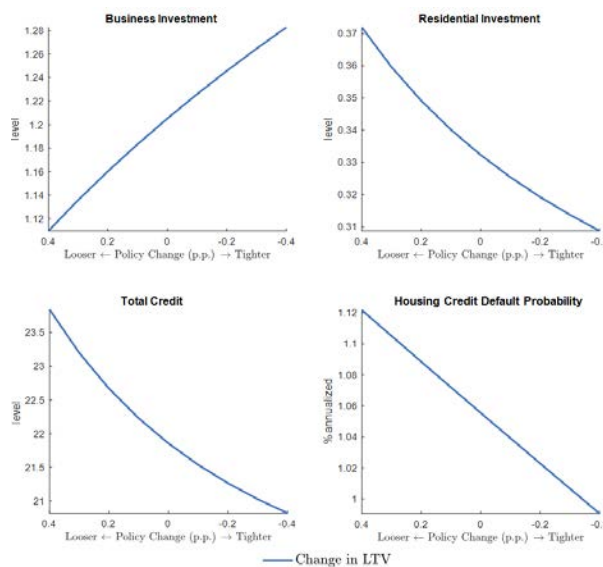 Business Investment
level
1.28
1.26
1.24
1.22
1.2
1.18
1.16
1.14
1.12
0.4 0.2 0 -0.2 -0.4
Looser ← Policy Change (p.p.) → Tighter
Residential Investment
level
0.37
0.36
0.35
0.34
0.33
0.32
0.31
0.4 0.2 0 -0.2 -0.4
Looser ← Policy Change (p.p.) → Tighter
Total Credit
level
23.5
23
22.5
22
21.5
21
0.4 0.2 0 -0.2 -0.4
Looser ← Policy Change (p.p.) → Tighter
Housing Credit Default Probability
% annualized
1.12
1.1
1.08
1.06
1.04
1.02
1
0.4 0.2 0 -0.2 -0.4
Looser ← Policy Change (p.p.) → Tighter
Change in LTV